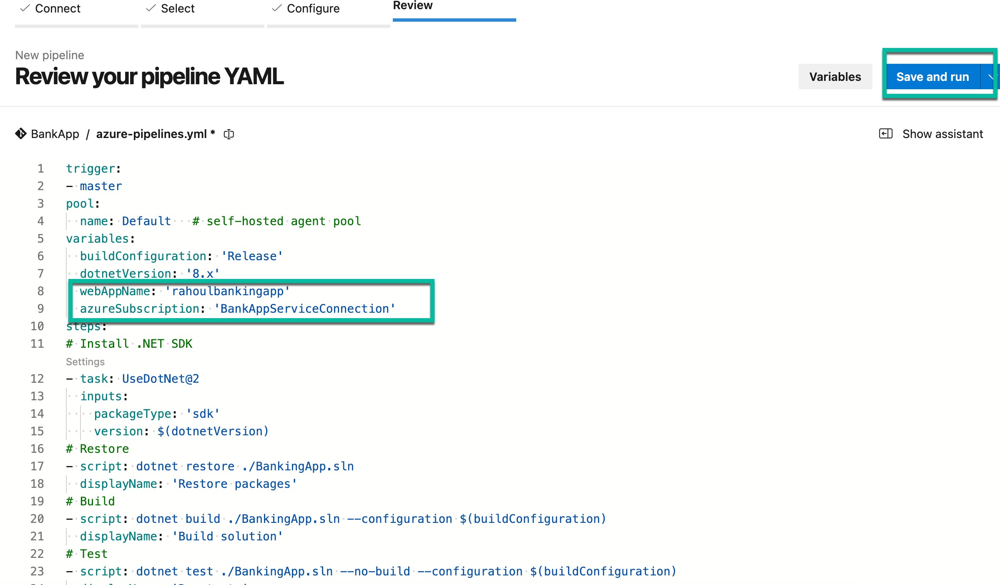 Connect
Select
Configure
Review
New pipeline
Review your pipeline YAML
Variables
Save and run
BankApp / azure-pipelines.yml *
Show assistant
1 trigger:
2 - master
3 pool:
4   name: Default   # self-hosted agent pool
5 variables:
6   buildConfiguration: 'Release'
7   dotnetVersion: '8.x'
8   webAppName: 'rahoulbankingapp'
9   azureSubscription: 'BankAppServiceConnection'
10 steps:
11 # Install .NET SDK
Settings
12 - task: UseDotNet@2
13   inputs:
14     packageType: 'sdk'
15     version: $(dotnetVersion)
16 # Restore
17 - script: dotnet restore ./BankingApp.sln
18   displayName: 'Restore packages'
19 # Build
20 - script: dotnet build ./BankingApp.sln --configuration $(buildConfiguration)
21   displayName: 'Build solution'
22 # Test
23 - script: dotnet test ./BankingApp.sln --no-build --configuration $(buildConfiguration)